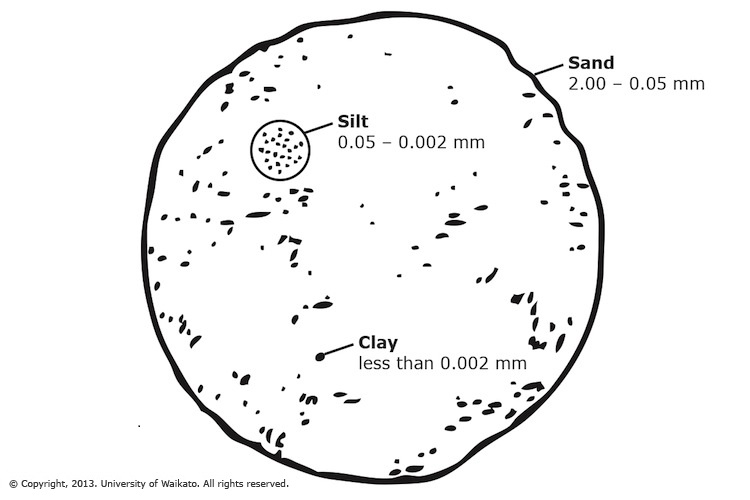 Sand
2.00 – 0.05 mm
Silt
0.05 – 0.002 mm
Clay
less than 0.002 mm
© Copyright, 2013. University of Waikato. All rights reserved.